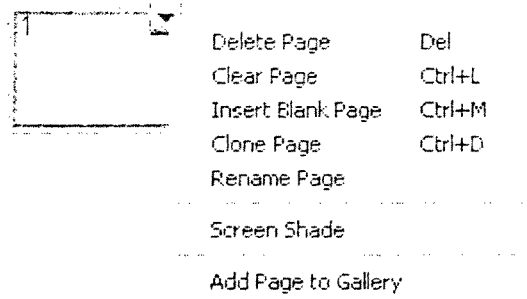 1
Delete Page Del
Clear Page Ctrl+L
Insert Blank Page Ctrl+M
Clone Page Ctrl+D
Rename Page
Screen Shade
Add Page to Gallery